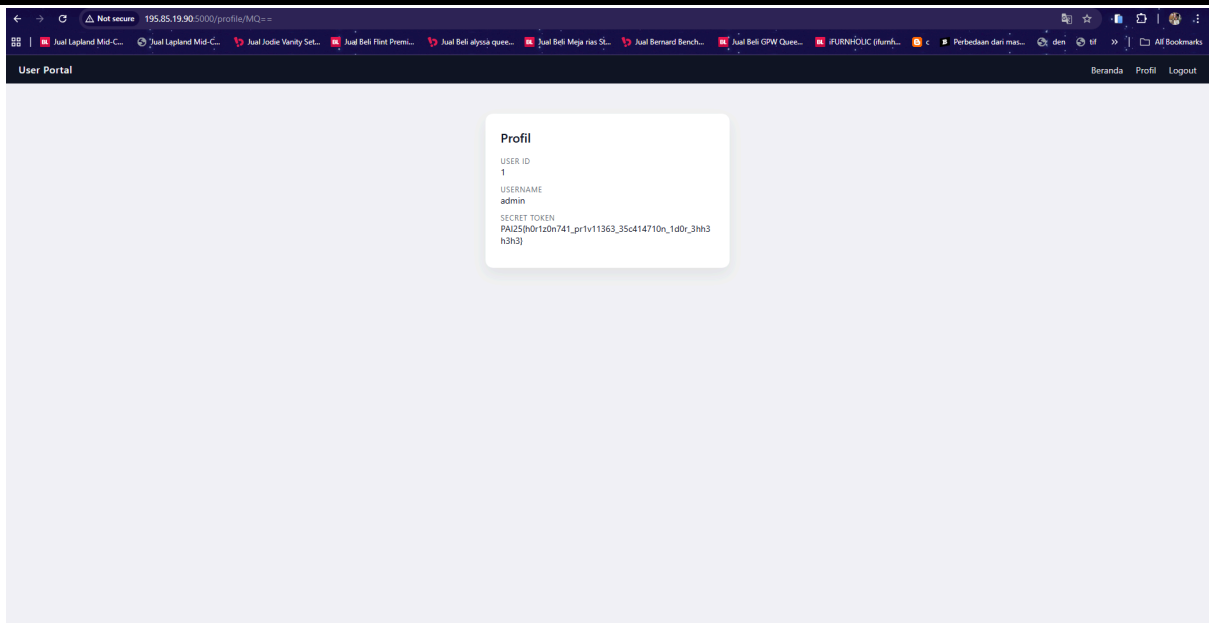 Not secure 195.85.19.90:5000/profile/MQ==
Jual Lapland Mid-C... Jual Lapland Mid-C... Jual Jodie Vanity Set... Jual Beli Flint Premi... Jual Beli alyssa quee... Jual Beli Meja rias Si... Jual Bernard Bench... Jual Beli GPW Quee... iFURNHOLIC (ifurnh... c Perbedaan dari mas... den tif » All Bookmarks
User Portal Beranda Profil Logout
Profil
USER ID
1
USERNAME
admin
SECRET TOKEN
PAI25{h0r1z0n741_pr1v11363_35c414710n_1d0r_3hh3
h3h3}